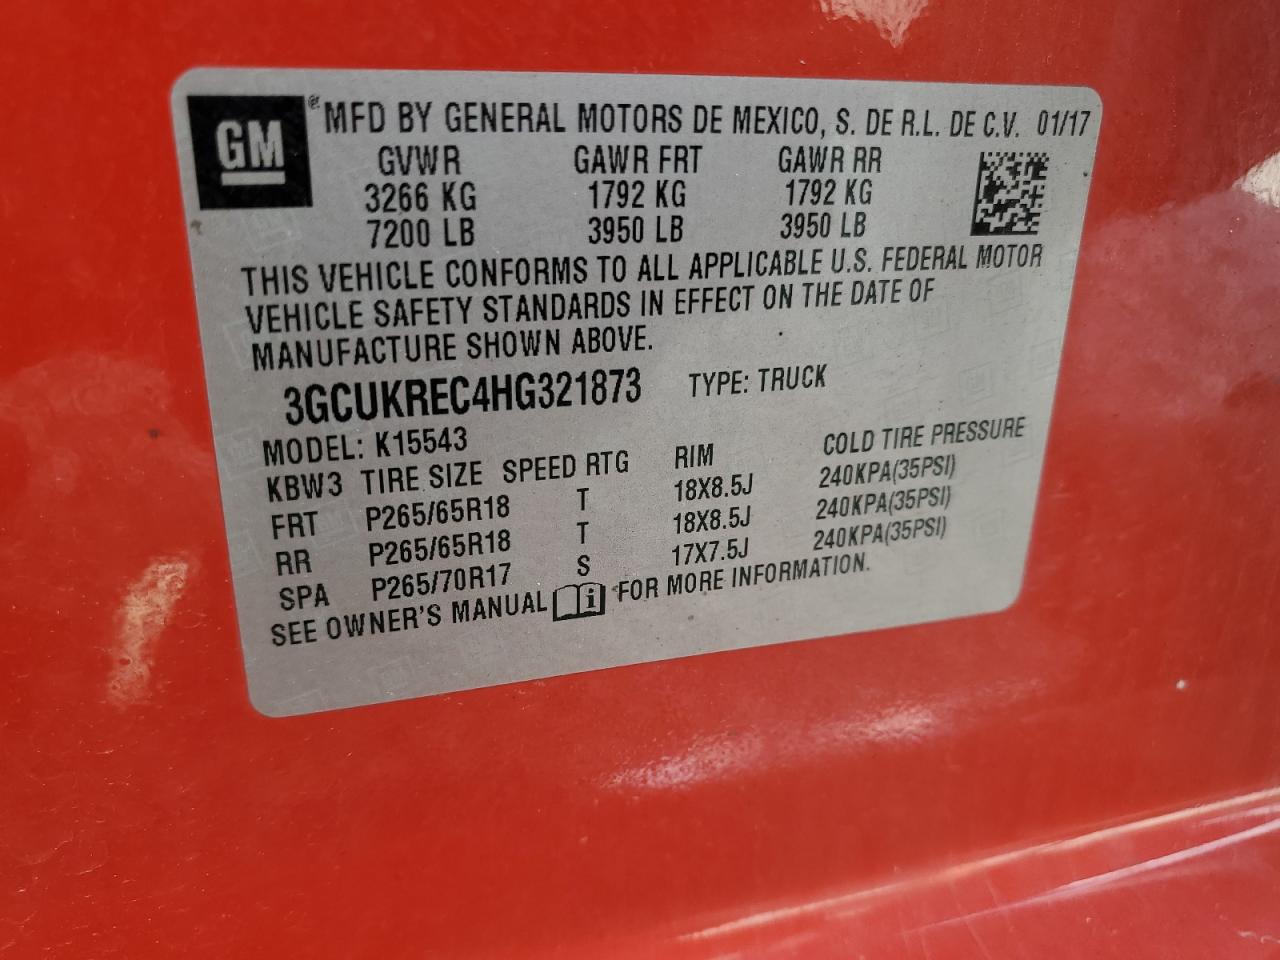 GM
® MFD BY GENERAL MOTORS DE MEXICO, S. DE R.L. DE C.V. 01/17
GVWR GAWR FRT GAWR RR
3266 KG 1792 KG 1792 KG
7200 LB 3950 LB 3950 LB
THIS VEHICLE CONFORMS TO ALL APPLICABLE U.S. FEDERAL MOTOR
VEHICLE SAFETY STANDARDS IN EFFECT ON THE DATE OF
MANUFACTURE SHOWN ABOVE.
3GCUKREC4HG321873 TYPE: TRUCK
MODEL: K15543
KBW3 TIRE SIZE SPEED RTG RIM COLD TIRE PRESSURE
FRT P265/65R18 T 18X8.5J 240KPA(35PSI)
RR P265/65R18 T 18X8.5J 240KPA(35PSI)
SPA P265/70R17 S 17X7.5J 240KPA(35PSI)
SEE OWNER'S MANUAL i FOR MORE INFORMATION.